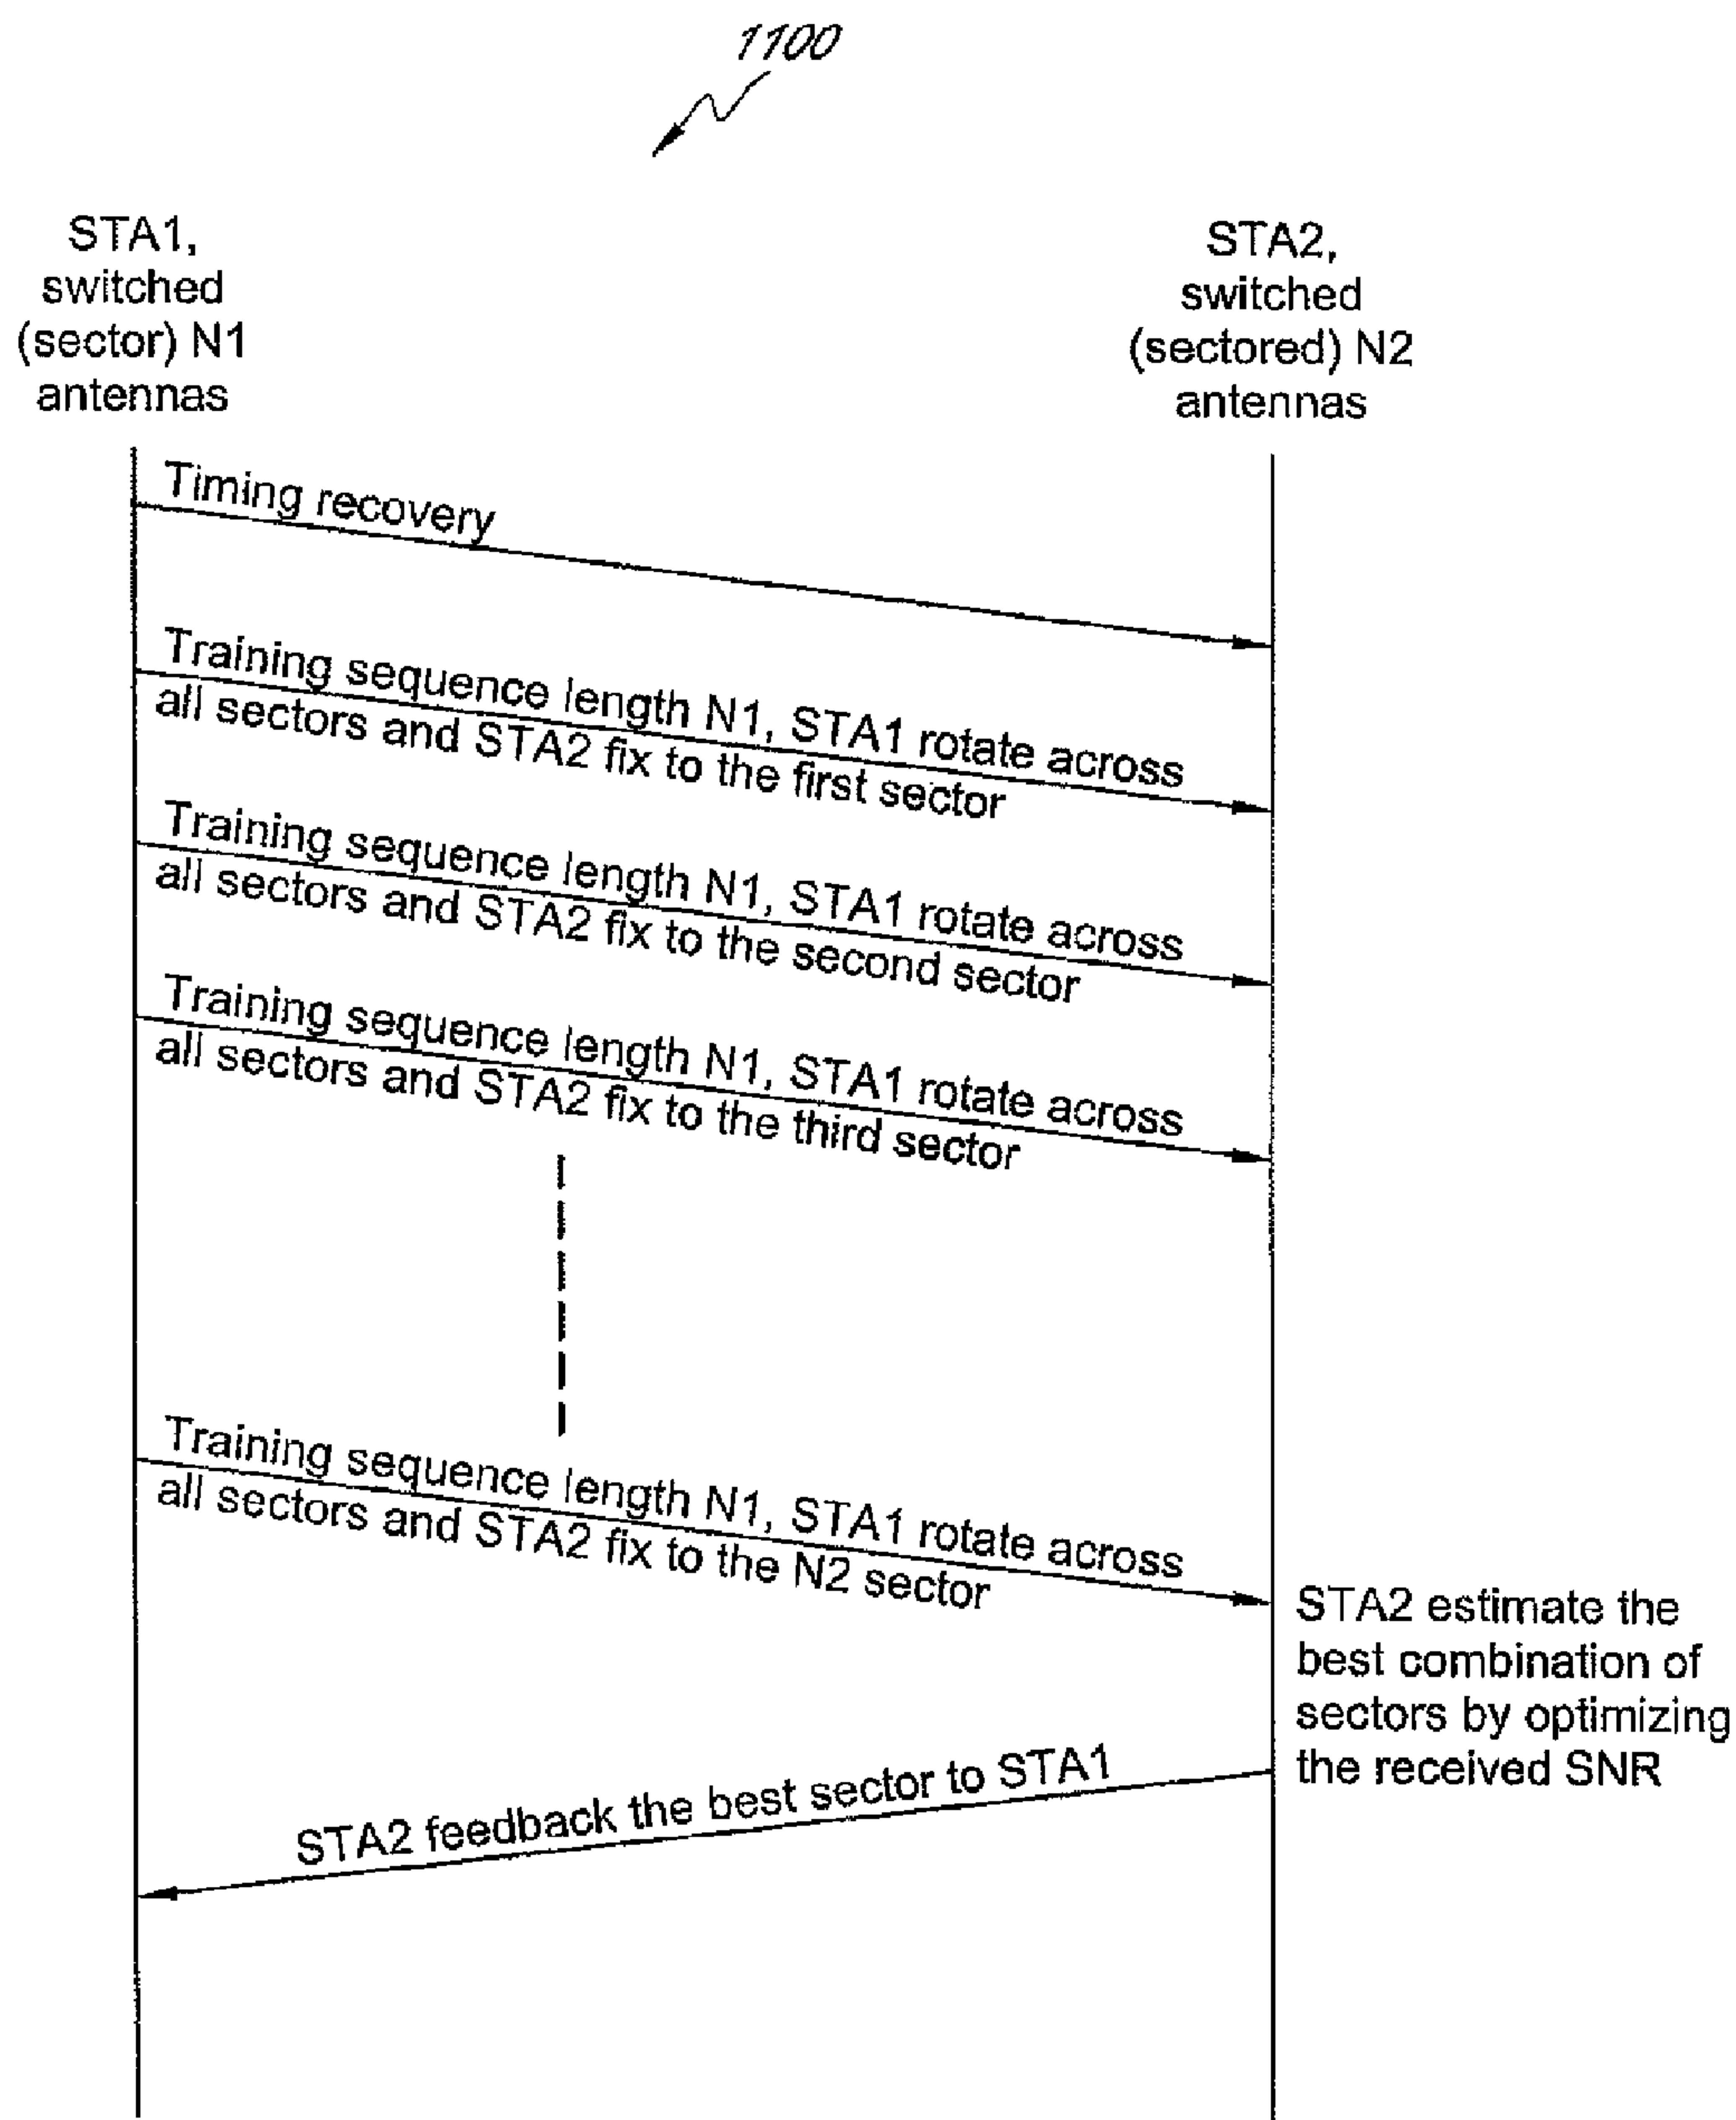 1100
STA1,
switched
(sector) N1
antennas
STA2,
switched
(sectored) N2
antennas
Timing recovery
Training sequence length N1, STA1 rotate across
all sectors and STA2 fix to the first sector
Training sequence length N1, STA1 rotate across
all sectors and STA2 fix to the second sector
Training sequence length N1, STA1 rotate across
all sectors and STA2 fix to the third sector
Training sequence length N1, STA1 rotate across
all sectors and STA2 fix to the N2 sector
STA2 estimate the
best combination of
sectors by optimizing
the received SNR
STA2 feedback the best sector to STA1